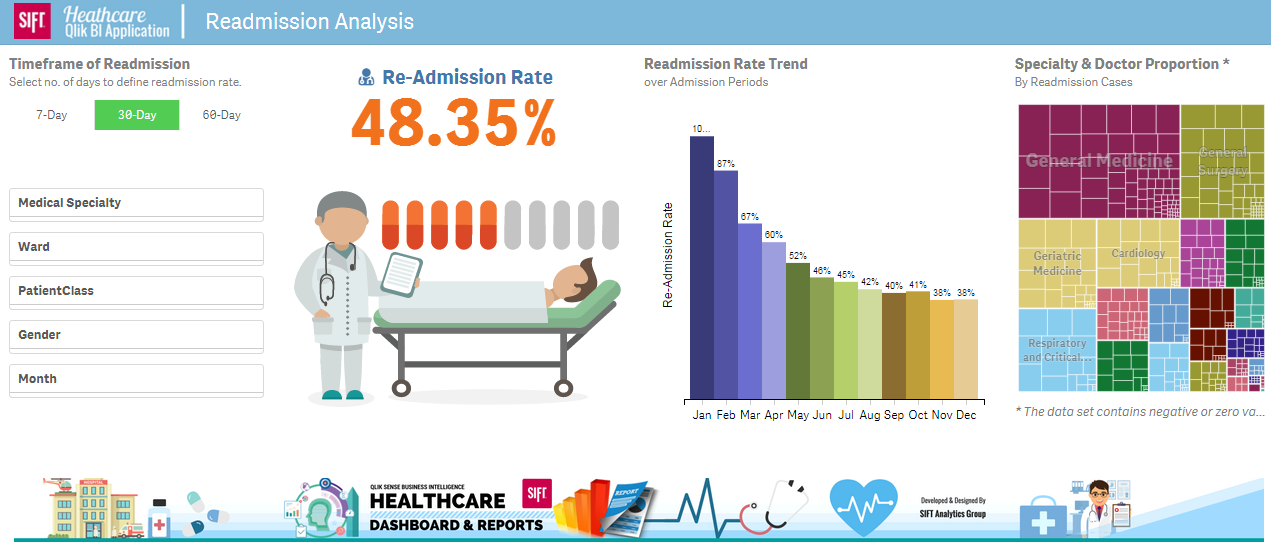 SIFT
Heathcare
Qlik BI Application
Readmission Analysis
Timeframe of Readmission
Select no. of days to define readmission rate.
7-Day
30-Day
60-Day
Medical Specialty
Ward
PatientClass
Gender
Month
Re-Admission Rate
48.35%
Readmission Rate Trend
over Admission Periods
Re-Admission Rate
10...
87%
67%
60%
52%
46%
45%
42%
40%
41%
38%
38%
Jan Feb Mar Apr May Jun Jul Aug Sep Oct Nov Dec
Specialty & Doctor Proportion *
By Readmission Cases
General Medicine
General
Surgery
Geriatric
Medicine
Cardiology
Respiratory
and Critical...
* The data set contains negative or zero va...
HOSPITAL
QLIK SENSE BUSINESS INTELLIGENCE
HEALTHCARE
DASHBOARD & REPORTS
SIFT
REPORT
Developed & Designed By
SIFT Analytics Group